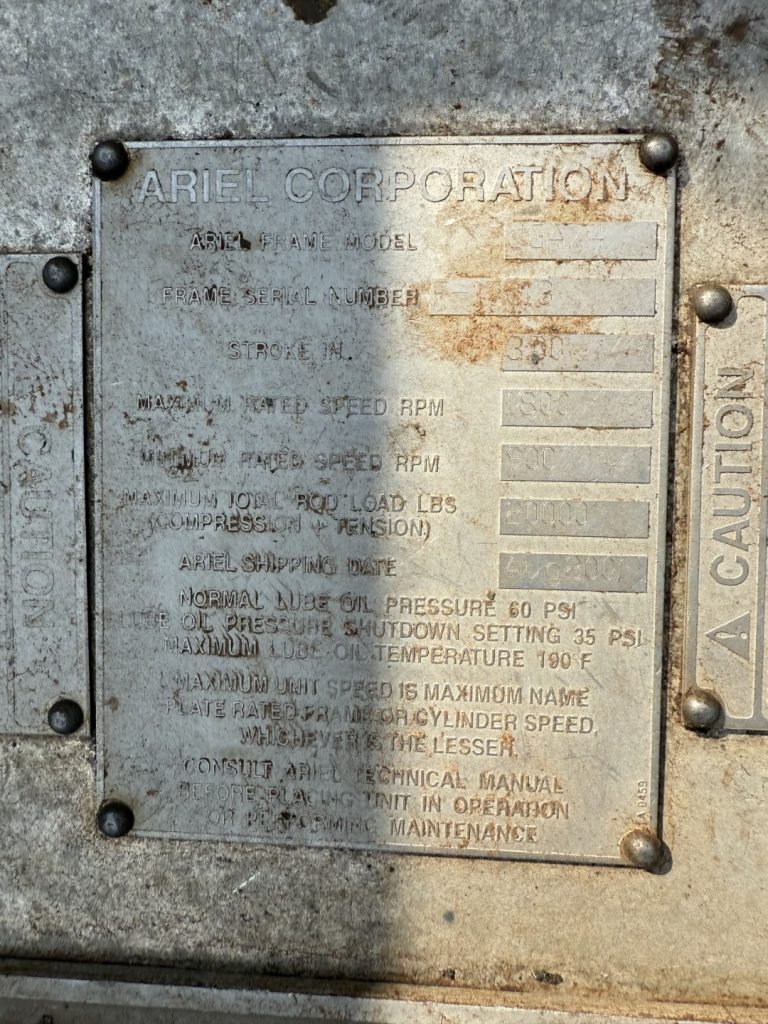 ARIEL CORPORATION
ARIEL FRAME MODEL
FRAME SERIAL NUMBER
STROKE IN. 3.00
MAXIMUM RATED SPEED RPM
MINIMUM RATED SPEED RPM
MAXIMUM TOTAL ROD LOAD LBS 20000
(COMPRESSION + TENSION)
ARIEL SHIPPING DATE
NORMAL LUBE OIL PRESSURE 60 PSI
LUBE OIL PRESSURE SHUTDOWN SETTING 35 PSI
MAXIMUM LUBE OIL TEMPERATURE 190 F
MAXIMUM UNIT SPEED IS MAXIMUM NAME
PLATE RATED FRAME OR CYLINDER SPEED,
WHICHEVER IS THE LESSER.
CONSULT ARIEL TECHNICAL MANUAL
BEFORE PLACING UNIT IN OPERATION
OR PERFORMING MAINTENANCE
A 0459
CAUTION
CAUTION